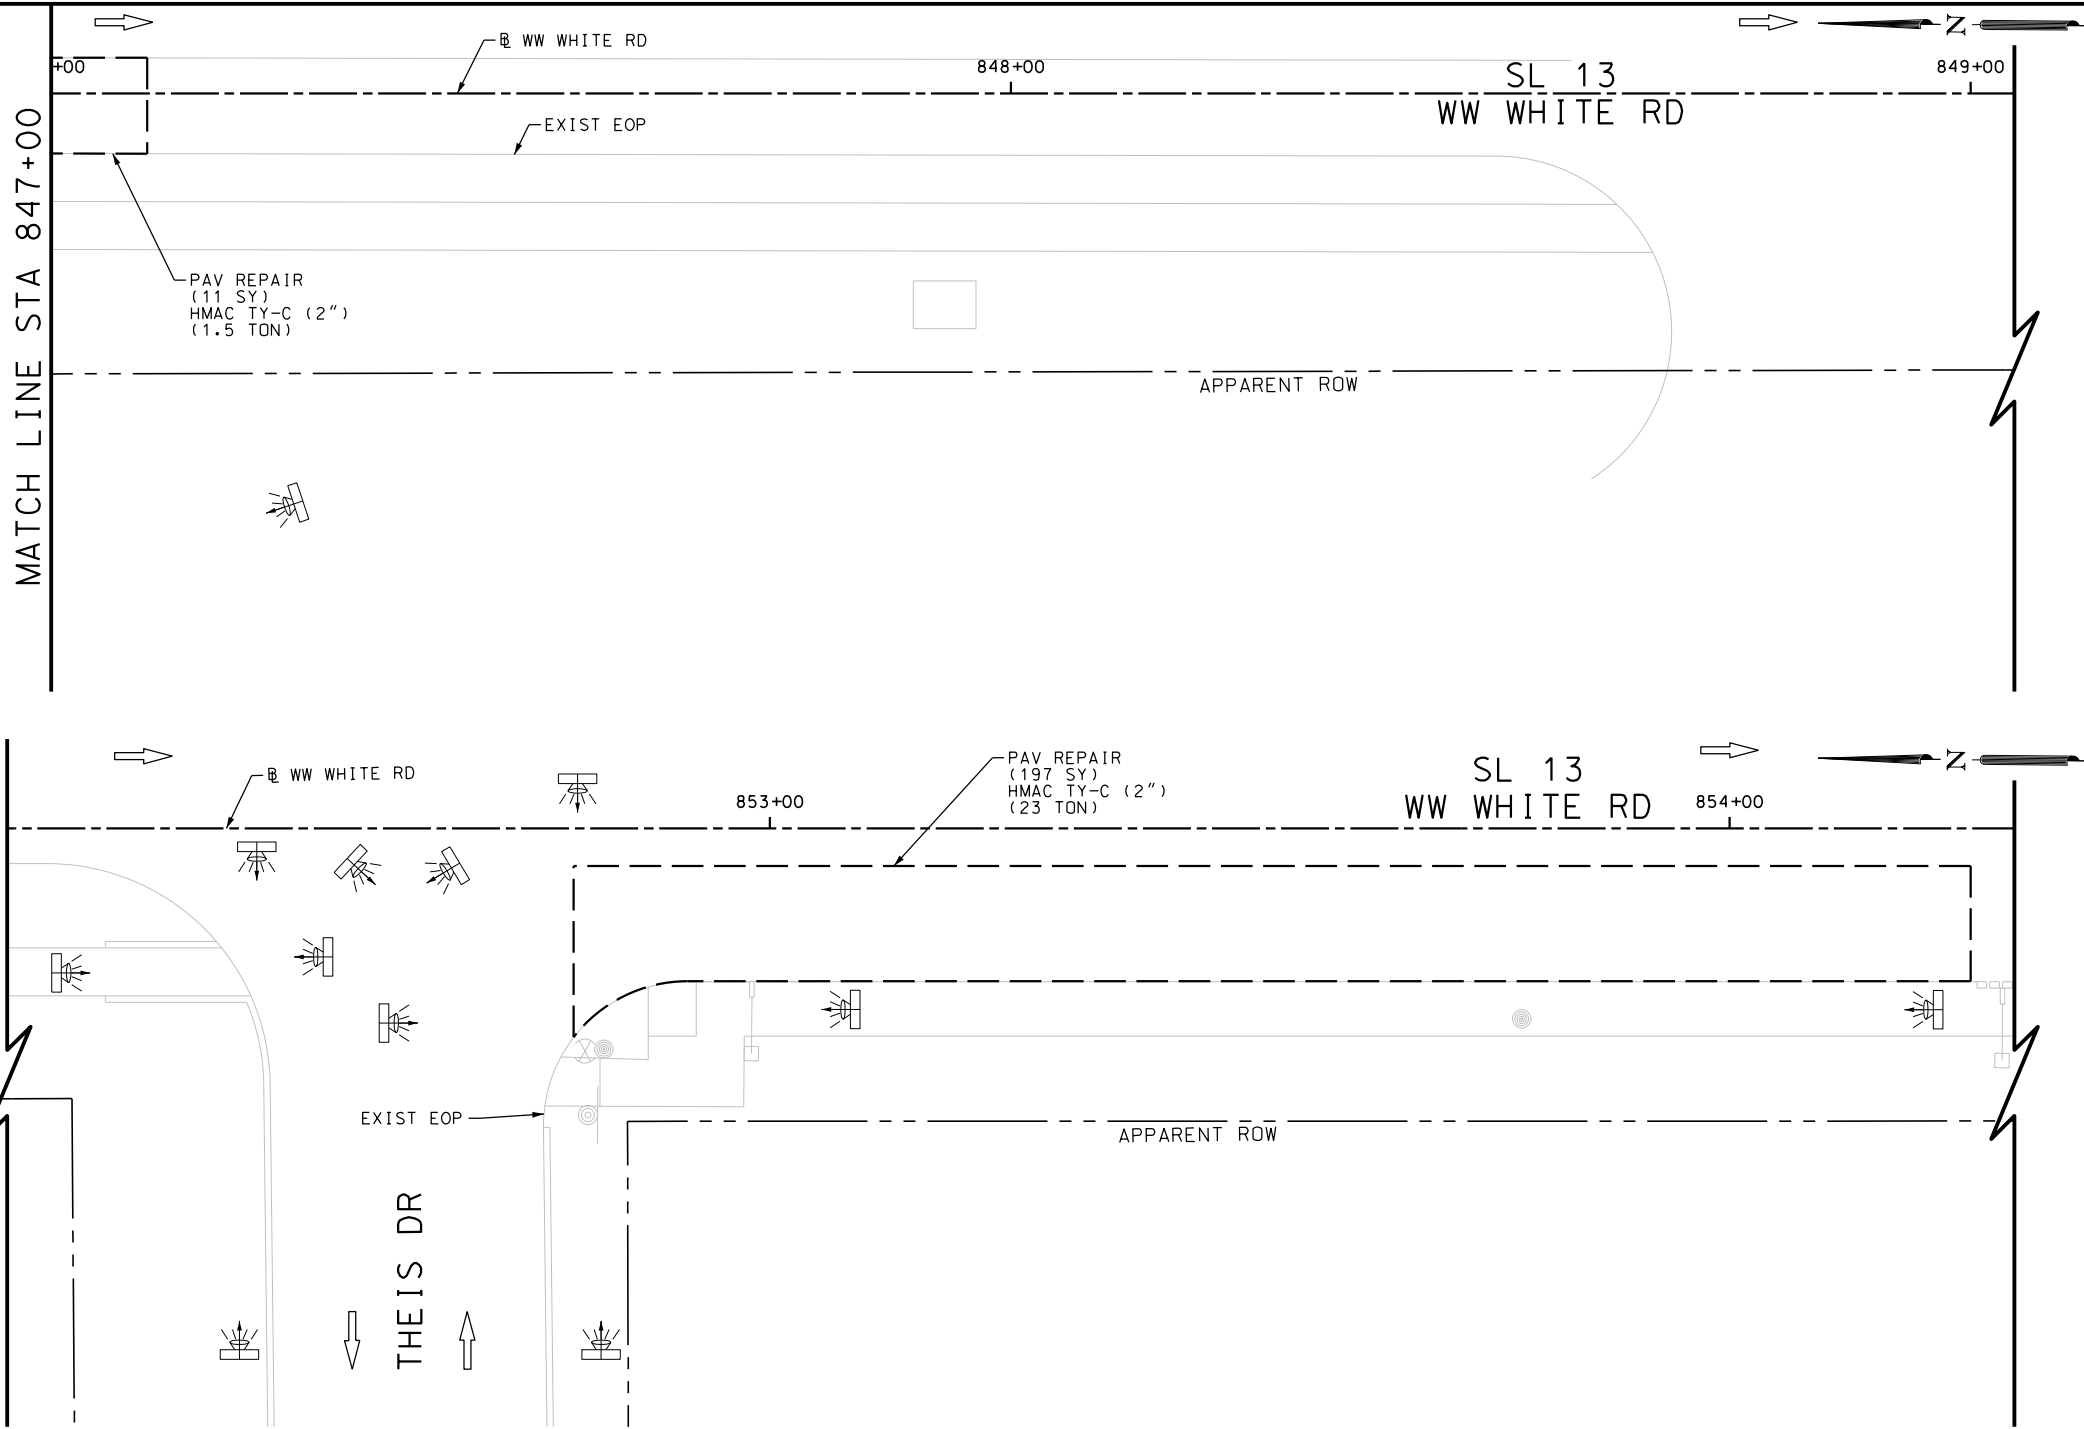 N
℄ WW WHITE RD
+00
848+00
849+00
SL 13
WW WHITE RD
EXIST EOP
MATCH LINE STA 847+00
PAV REPAIR
(11 SY)
HMAC TY-C (2")
(1.5 TON)
APPARENT ROW
N
℄ WW WHITE RD
PAV REPAIR
(197 SY)
HMAC TY-C (2")
(23 TON)
853+00
SL 13
WW WHITE RD
854+00
EXIST EOP
APPARENT ROW
THEIS DR